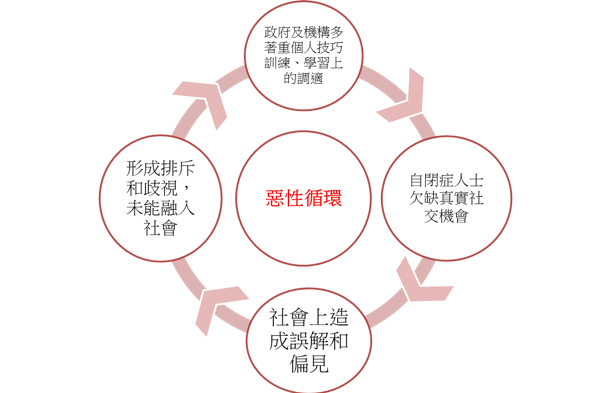 政府及機構多
著重個人技巧
訓練、學習上
的調適
自閉症人士
欠缺真實社
交機會
社會上造
成誤解和
偏見
形成排斥
和歧視，
未能融入
社會
惡性循環